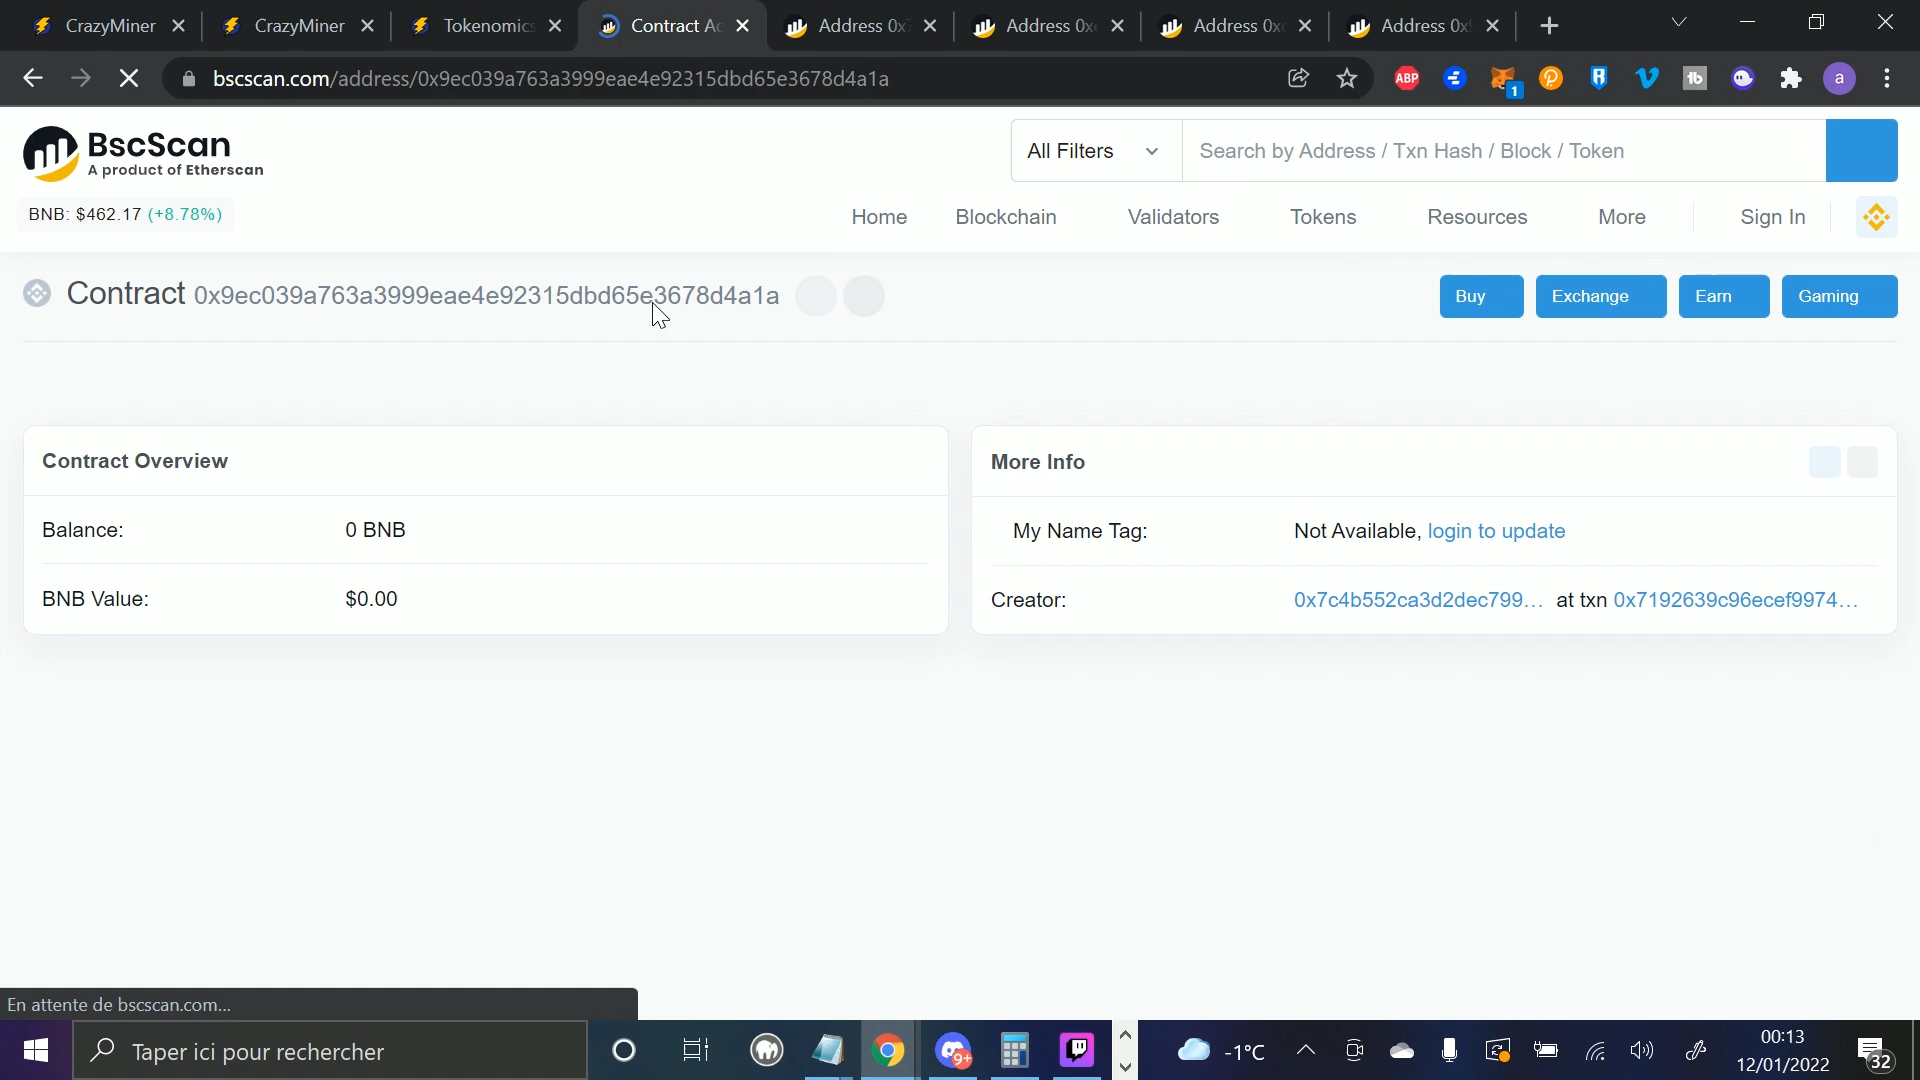 CrazyMiner
CrazyMiner
Tokenomics
Contract Ad
Address 0x
Address 0x
Address 0x
Address 0x
bscscan.com/address/0x9ec039a763a3999eae4e92315dbd65e3678d4a1a
ABP
1
a
BscScan
A product of Etherscan
All Filters
Search by Address / Txn Hash / Block / Token
BNB: $462.17 (+8.78%)
Home
Blockchain
Validators
Tokens
Resources
More
Sign In
Contract 0x9ec039a763a3999eae4e92315dbd65e3678d4a1a
Buy
Exchange
Earn
Gaming
Contract Overview
Balance:
0 BNB
BNB Value:
$0.00
More Info
My Name Tag:
Not Available, login to update
Creator:
0x7c4b552ca3d2dec799... at txn 0x7192639c96ecef9974...
En attente de bscscan.com...
Taper ici pour rechercher
9+
-1°C
00:13
12/01/2022
32